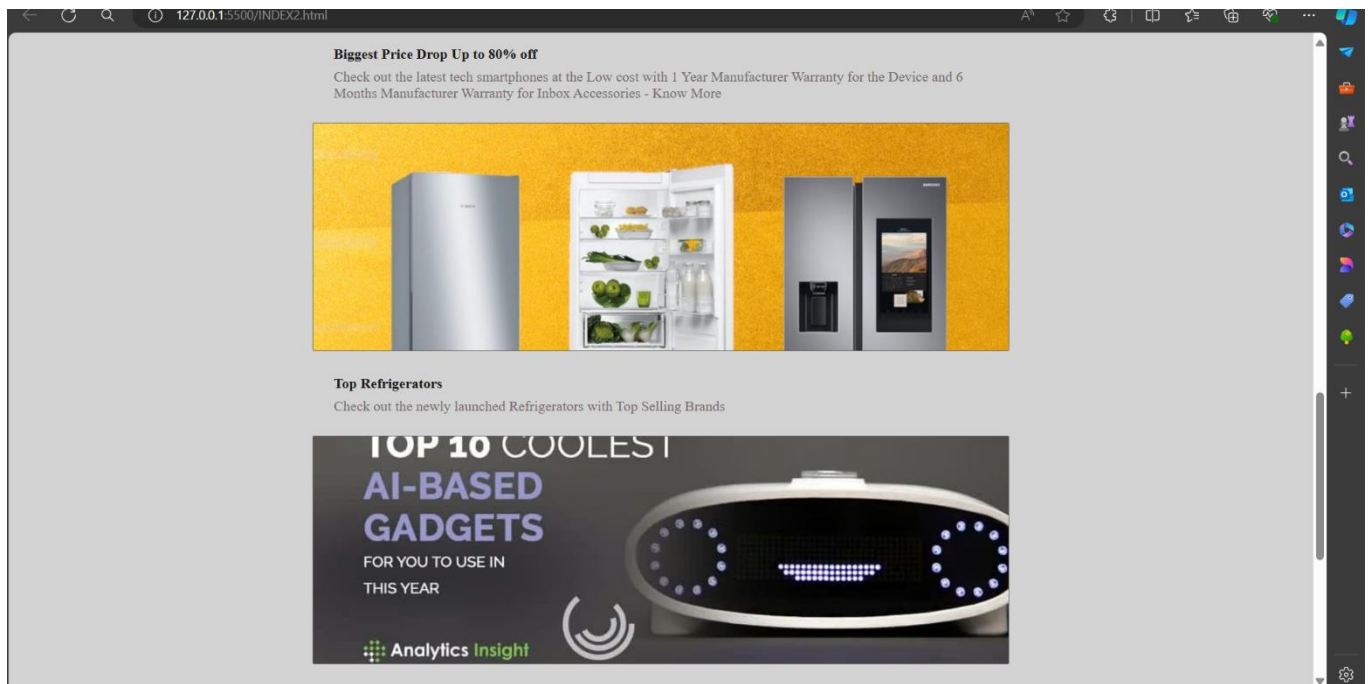 127.0.0.1:5500/INDEX2.html
Biggest Price Drop Up to 80% off
Check out the latest tech smartphones at the Low cost with 1 Year Manufacturer Warranty for the Device and 6
Months Manufacturer Warranty for Inbox Accessories - Know More
SAMSUNG
Top Refrigerators
Check out the newly launched Refrigerators with Top Selling Brands
TOP 10 COOLEST
AI-BASED
GADGETS
FOR YOU TO USE IN
THIS YEAR
Analytics Insight